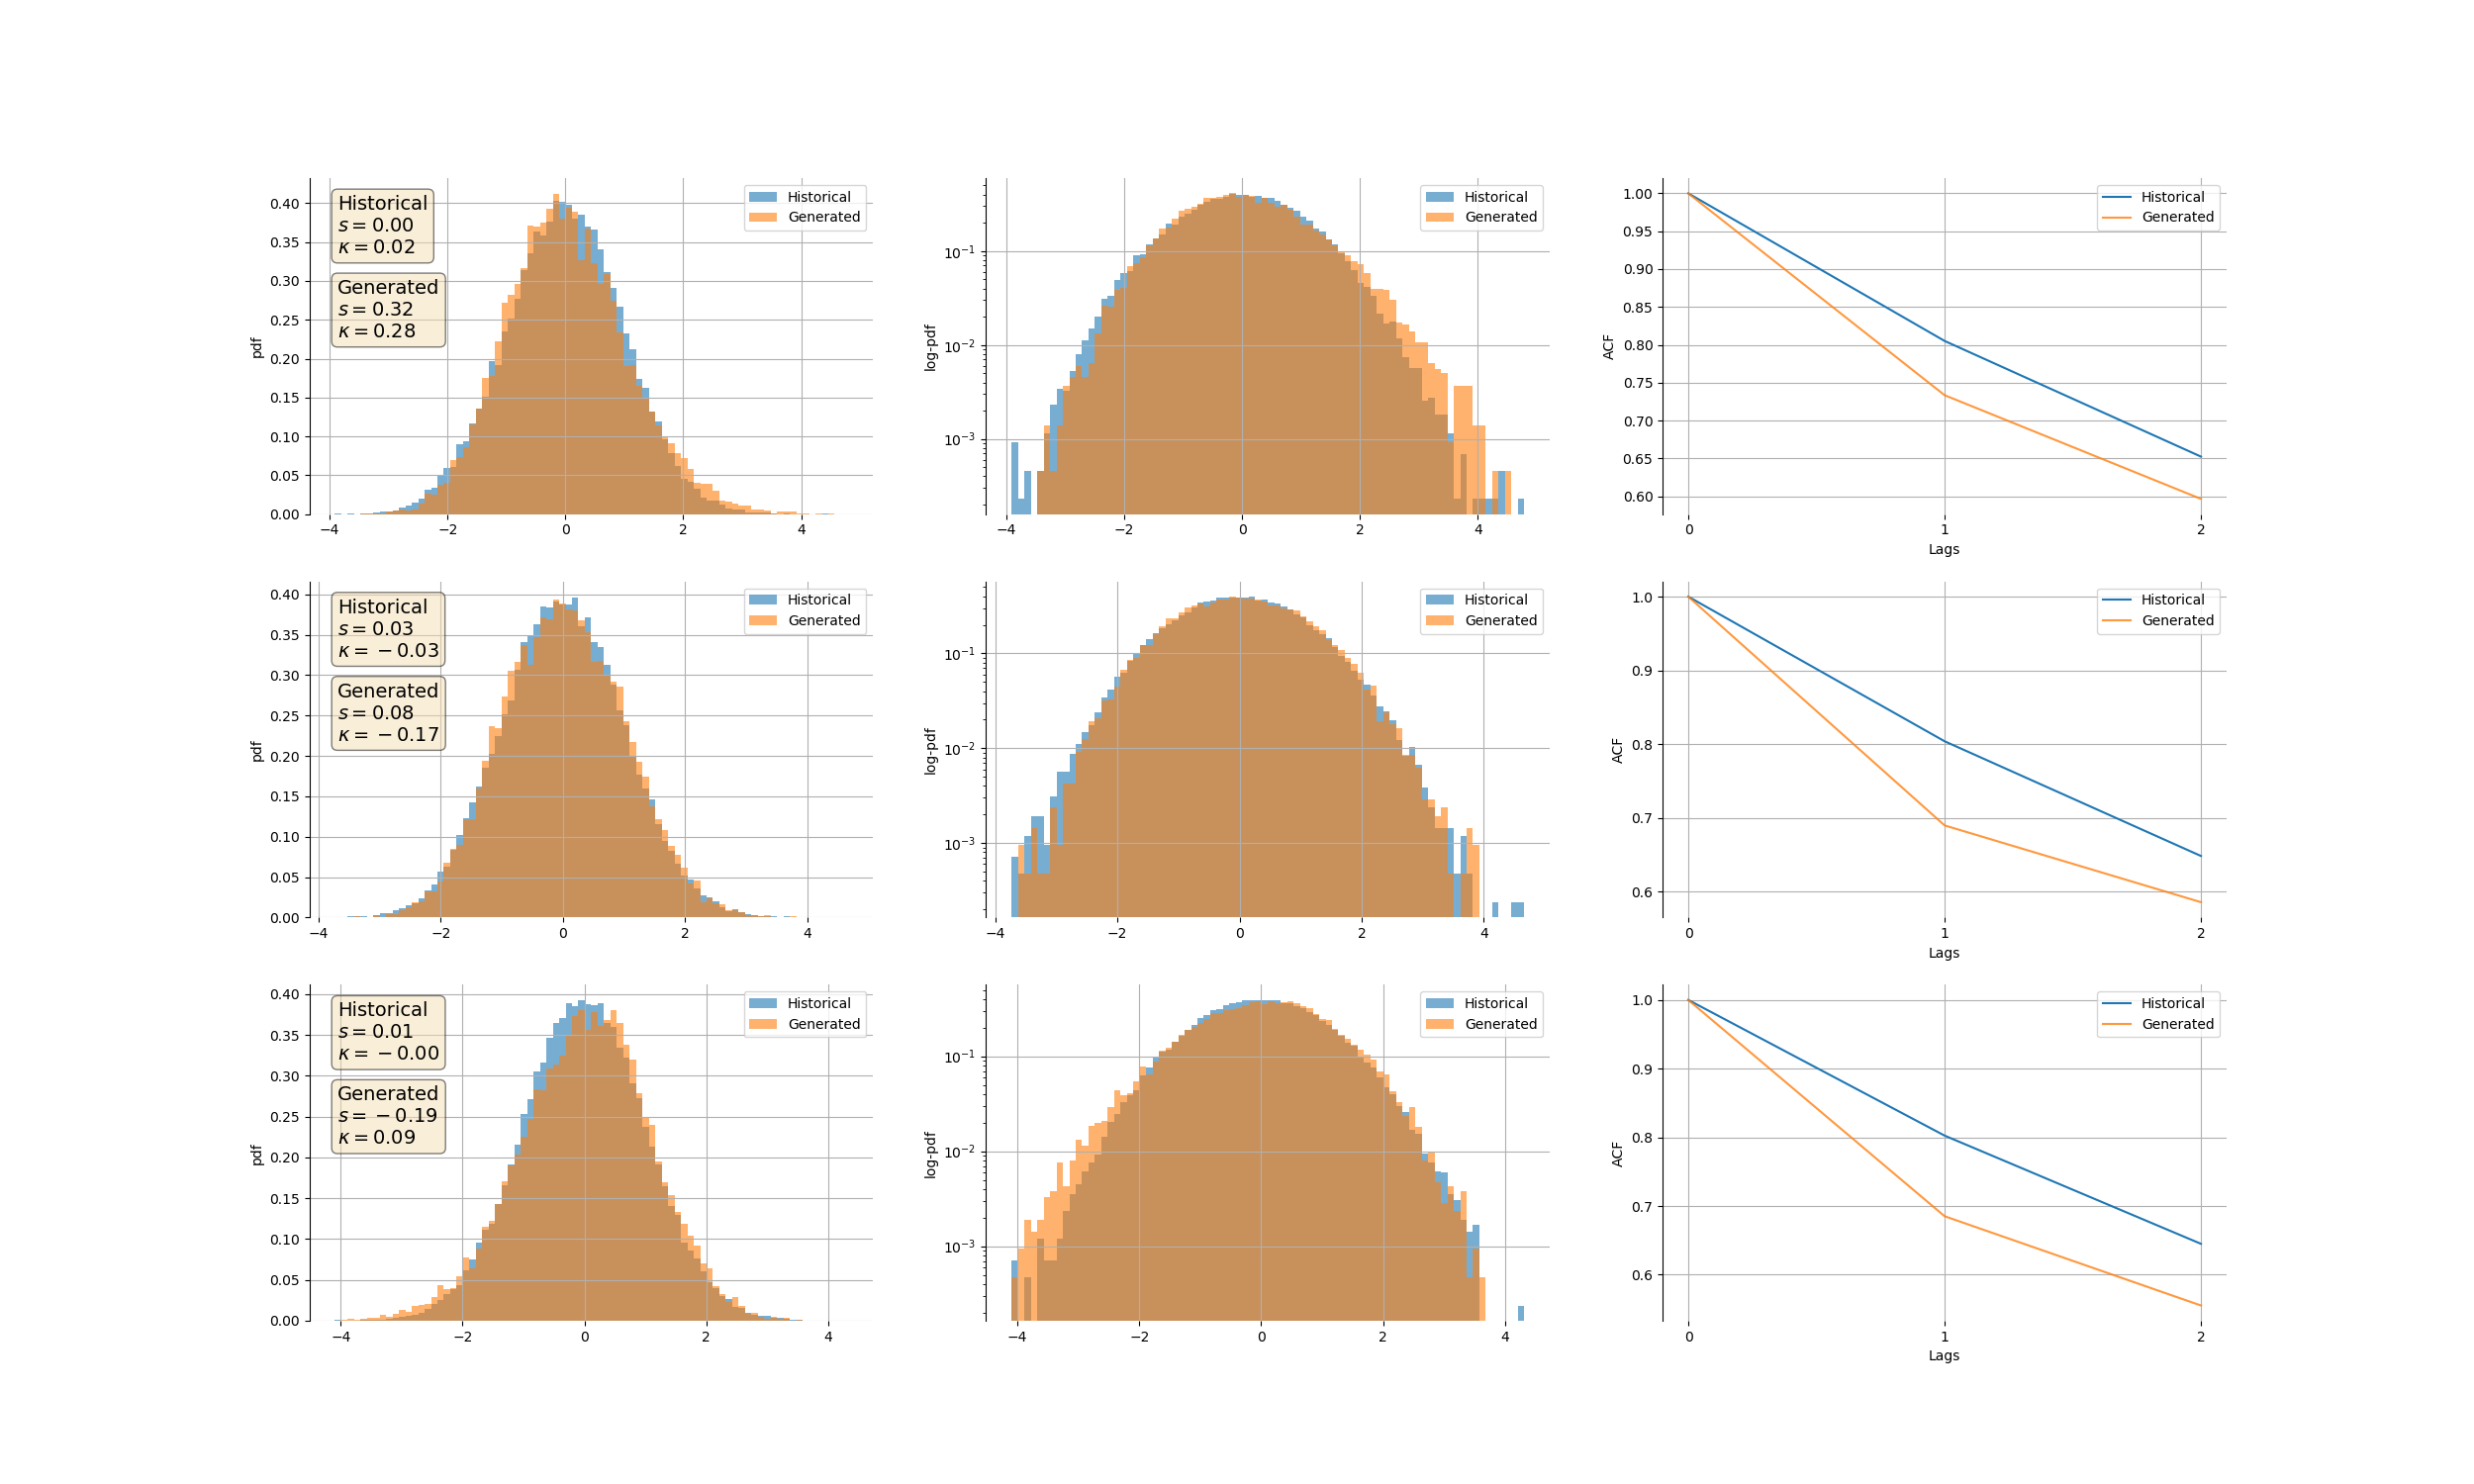 Historical
s = 0.00
κ = 0.02
Generated
s = 0.32
κ = 0.28
Historical
Generated
pdf
0.40
0.35
0.30
0.25
0.20
0.15
0.10
0.05
0.00
−4 −2 0 2 4
Historical
Generated
log-pdf
10⁻¹
10⁻²
10⁻³
−4 −2 0 2 4
Historical
Generated
ACF
1.00
0.95
0.90
0.85
0.80
0.75
0.70
0.65
0.60
0 1 2
Lags
Historical
s = 0.03
κ = −0.03
Generated
s = 0.08
κ = −0.17
Historical
Generated
pdf
0.40
0.35
0.30
0.25
0.20
0.15
0.10
0.05
0.00
−4 −2 0 2 4
Historical
Generated
log-pdf
10⁻¹
10⁻²
10⁻³
−4 −2 0 2 4
Historical
Generated
ACF
1.0
0.9
0.8
0.7
0.6
0 1 2
Lags
Historical
s = 0.01
κ = −0.00
Generated
s = −0.19
κ = 0.09
Historical
Generated
pdf
0.40
0.35
0.30
0.25
0.20
0.15
0.10
0.05
0.00
−4 −2 0 2 4
Historical
Generated
log-pdf
10⁻¹
10⁻²
10⁻³
−4 −2 0 2 4
Historical
Generated
ACF
1.0
0.9
0.8
0.7
0.6
0 1 2
Lags